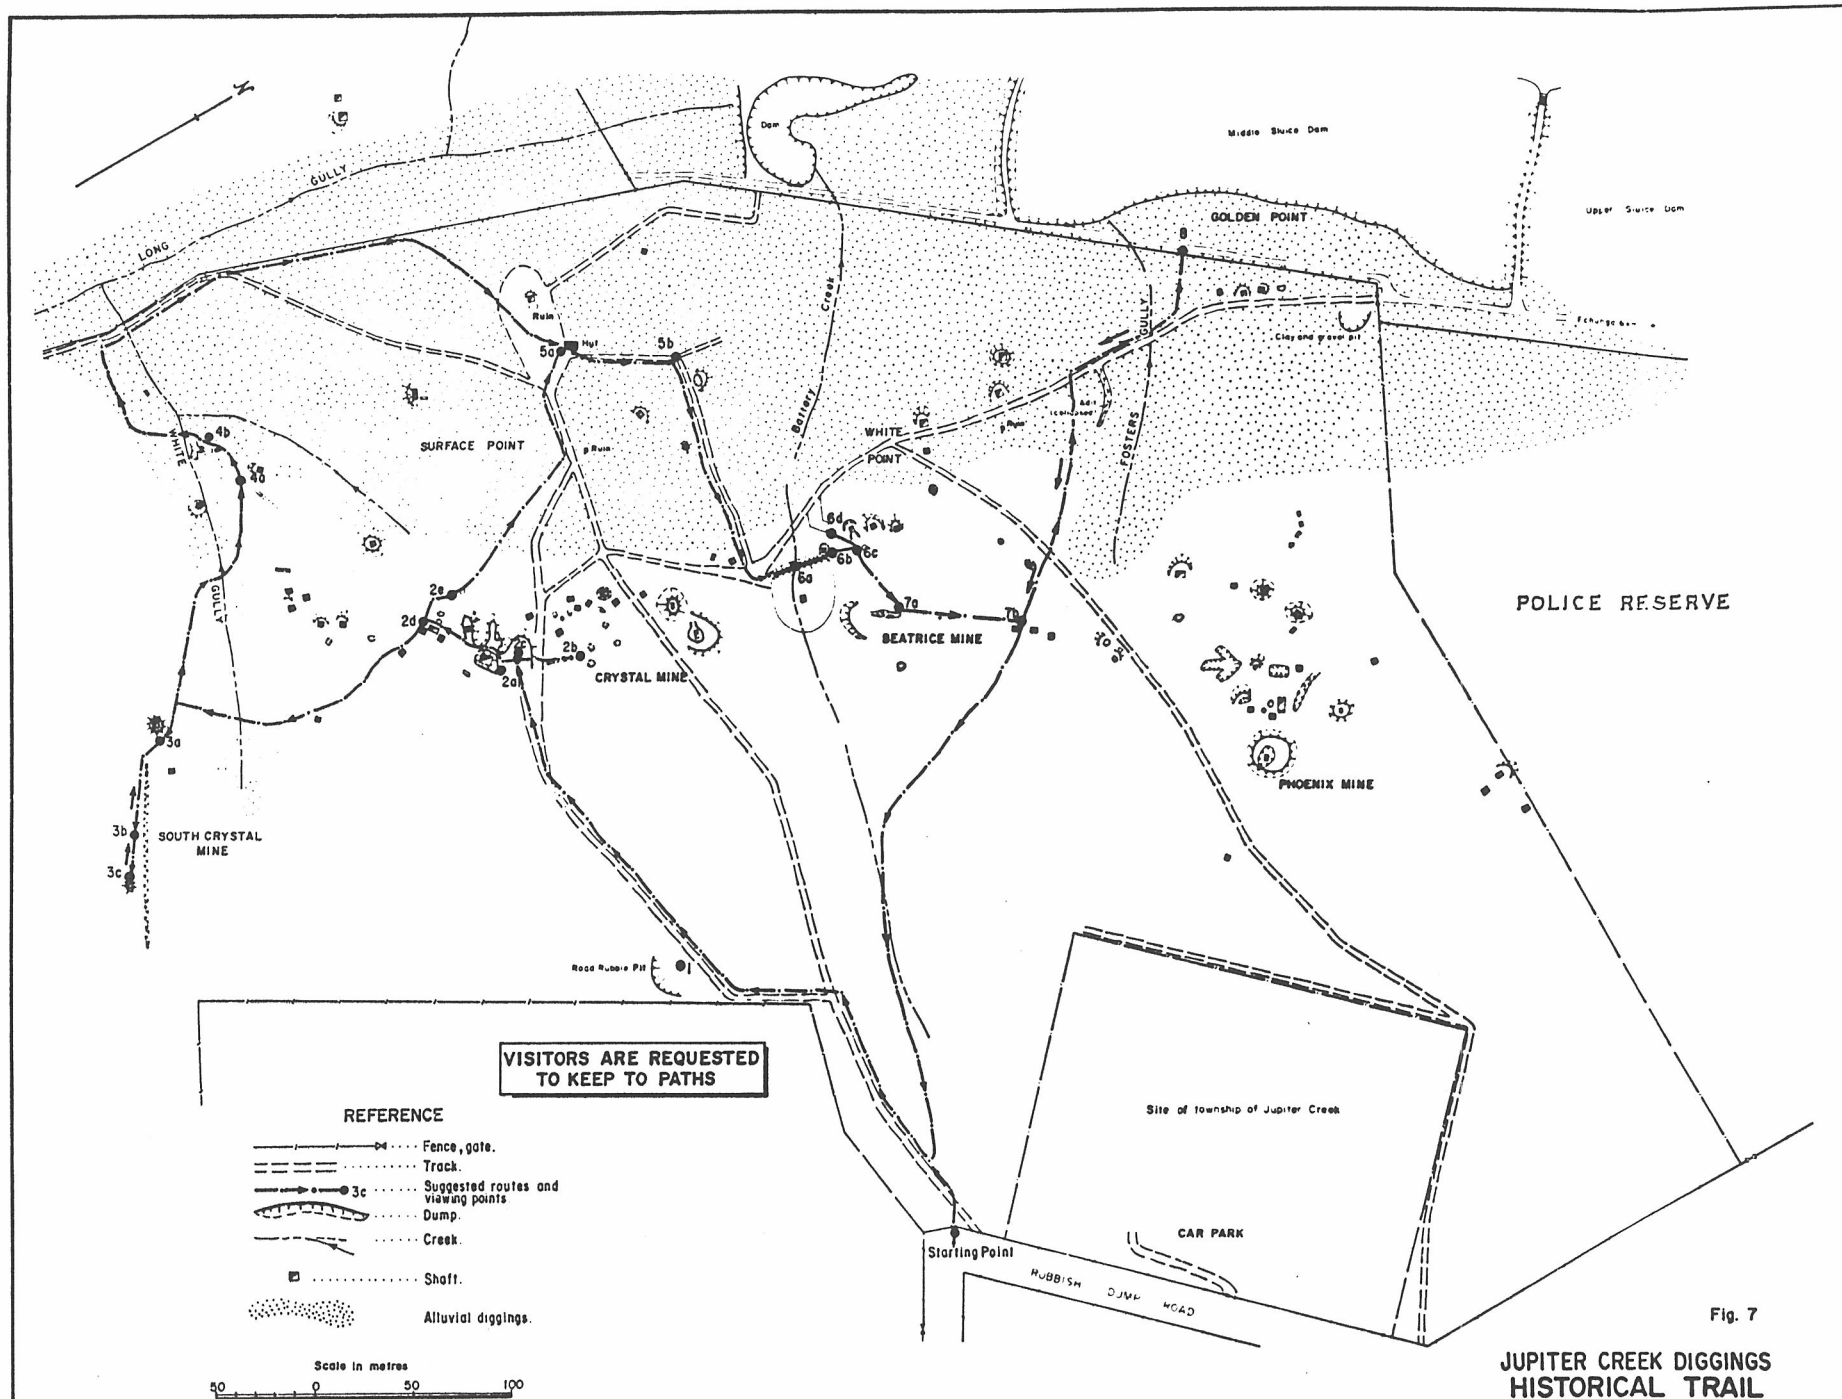 N
Dam
Middle Sluice Dam
GULLY
GOLDEN POINT
Upper Sluice Dam
LONG
8
Creek
GULLY
Ruin
Hut
5a
5b
Clay and gravel pit
Battery
Adit
(collapsed)
WHITE
POINT
Ruin
4b
WHITE
SURFACE POINT
Ruin
FOSTERS
4a
6d
6c
6b
6a
GULLY
2e
2d
7a
7b
BEATRICE MINE
POLICE RESERVE
2b
2a
CRYSTAL MINE
3a
PHOENIX MINE
3b
SOUTH CRYSTAL
MINE
3c
Road Rubble Pit
1
VISITORS ARE REQUESTED
TO KEEP TO PATHS
REFERENCE
Fence, gate.
Track.
3c
Suggested routes and
viewing points
Dump.
Creek.
Shaft.
Alluvial diggings.
Scale in metres
50 0 50 100
Site of township of Jupiter Creek
CAR PARK
Starting Point
RUBBISH DUMP ROAD
Fig. 7
JUPITER CREEK DIGGINGS
HISTORICAL TRAIL